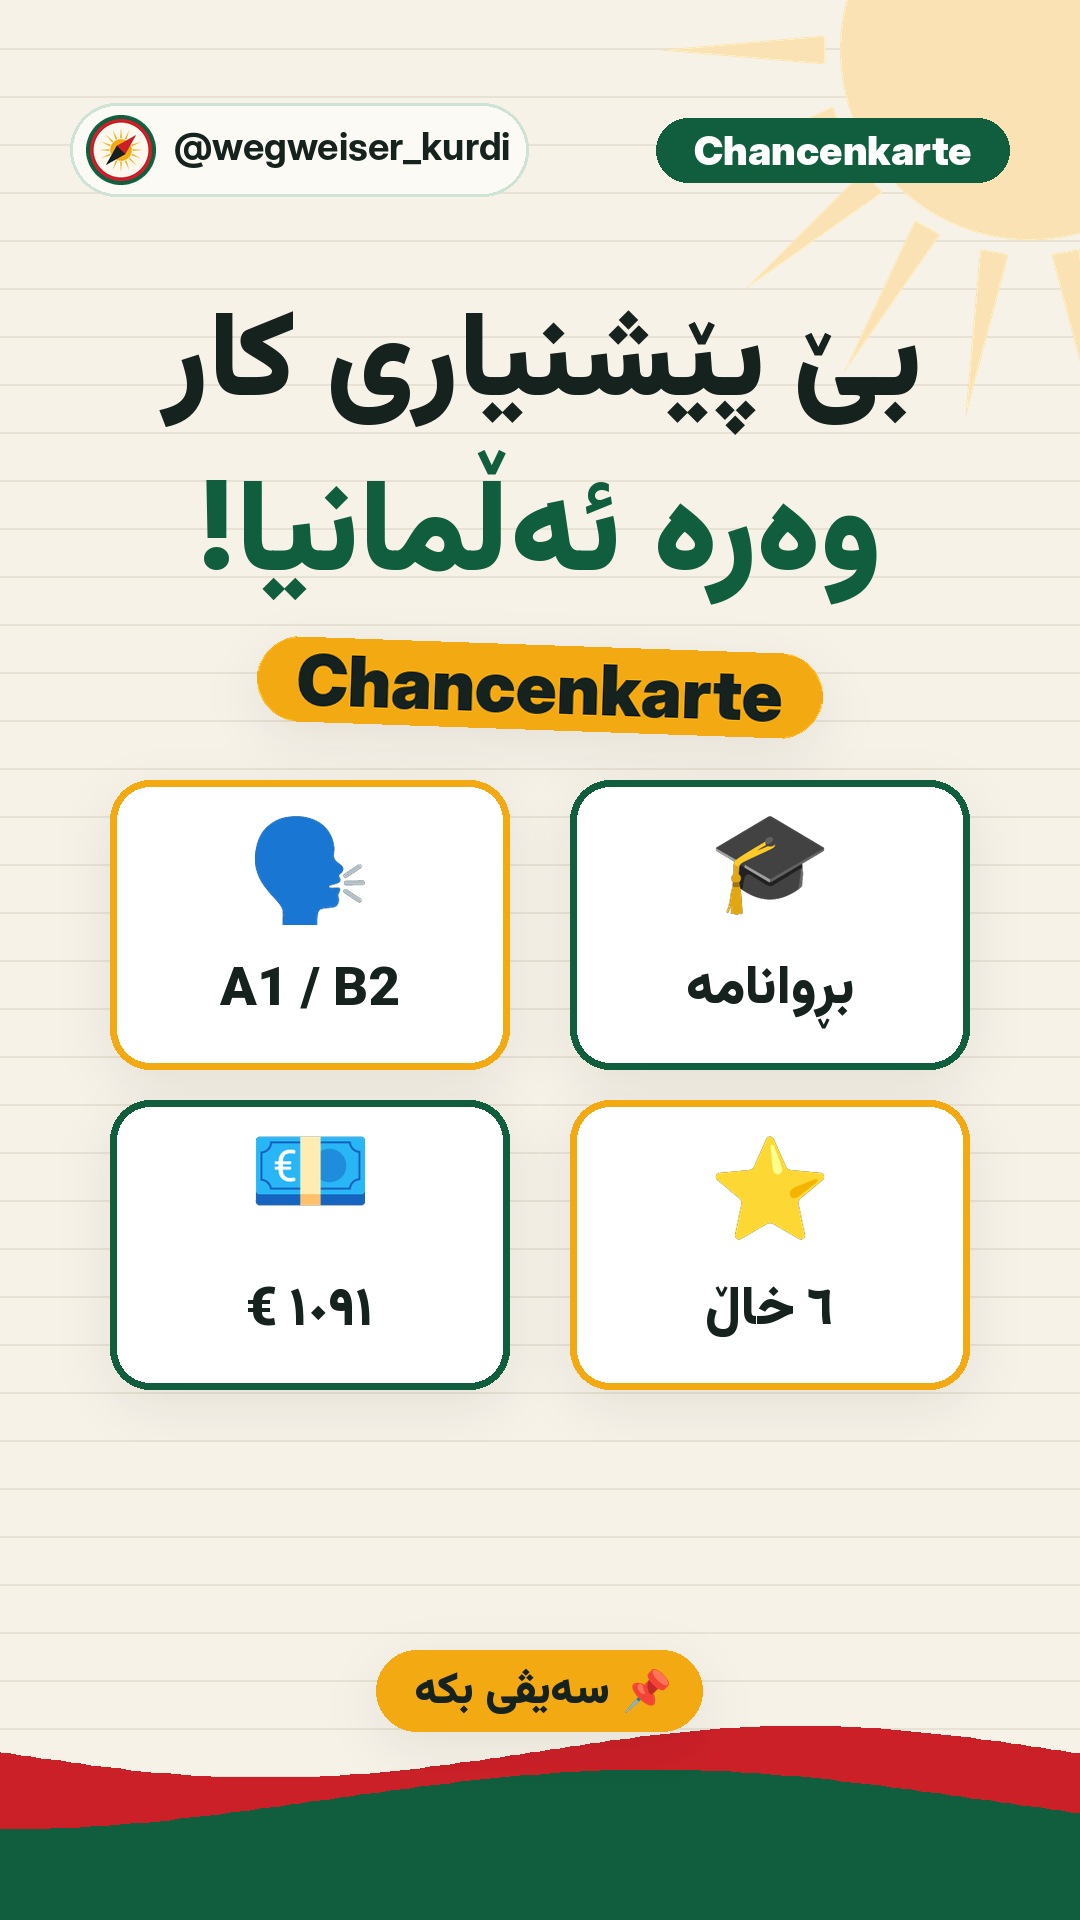 @wegweiser_kurdi
Chancenkarte
بێ پێشنیاری کار
وەرە ئەڵمانیا!
Chancenkarte
بڕوانامە
A1 / B2
٦ خاڵ
١٠٩١ €
سەیڤی بکە